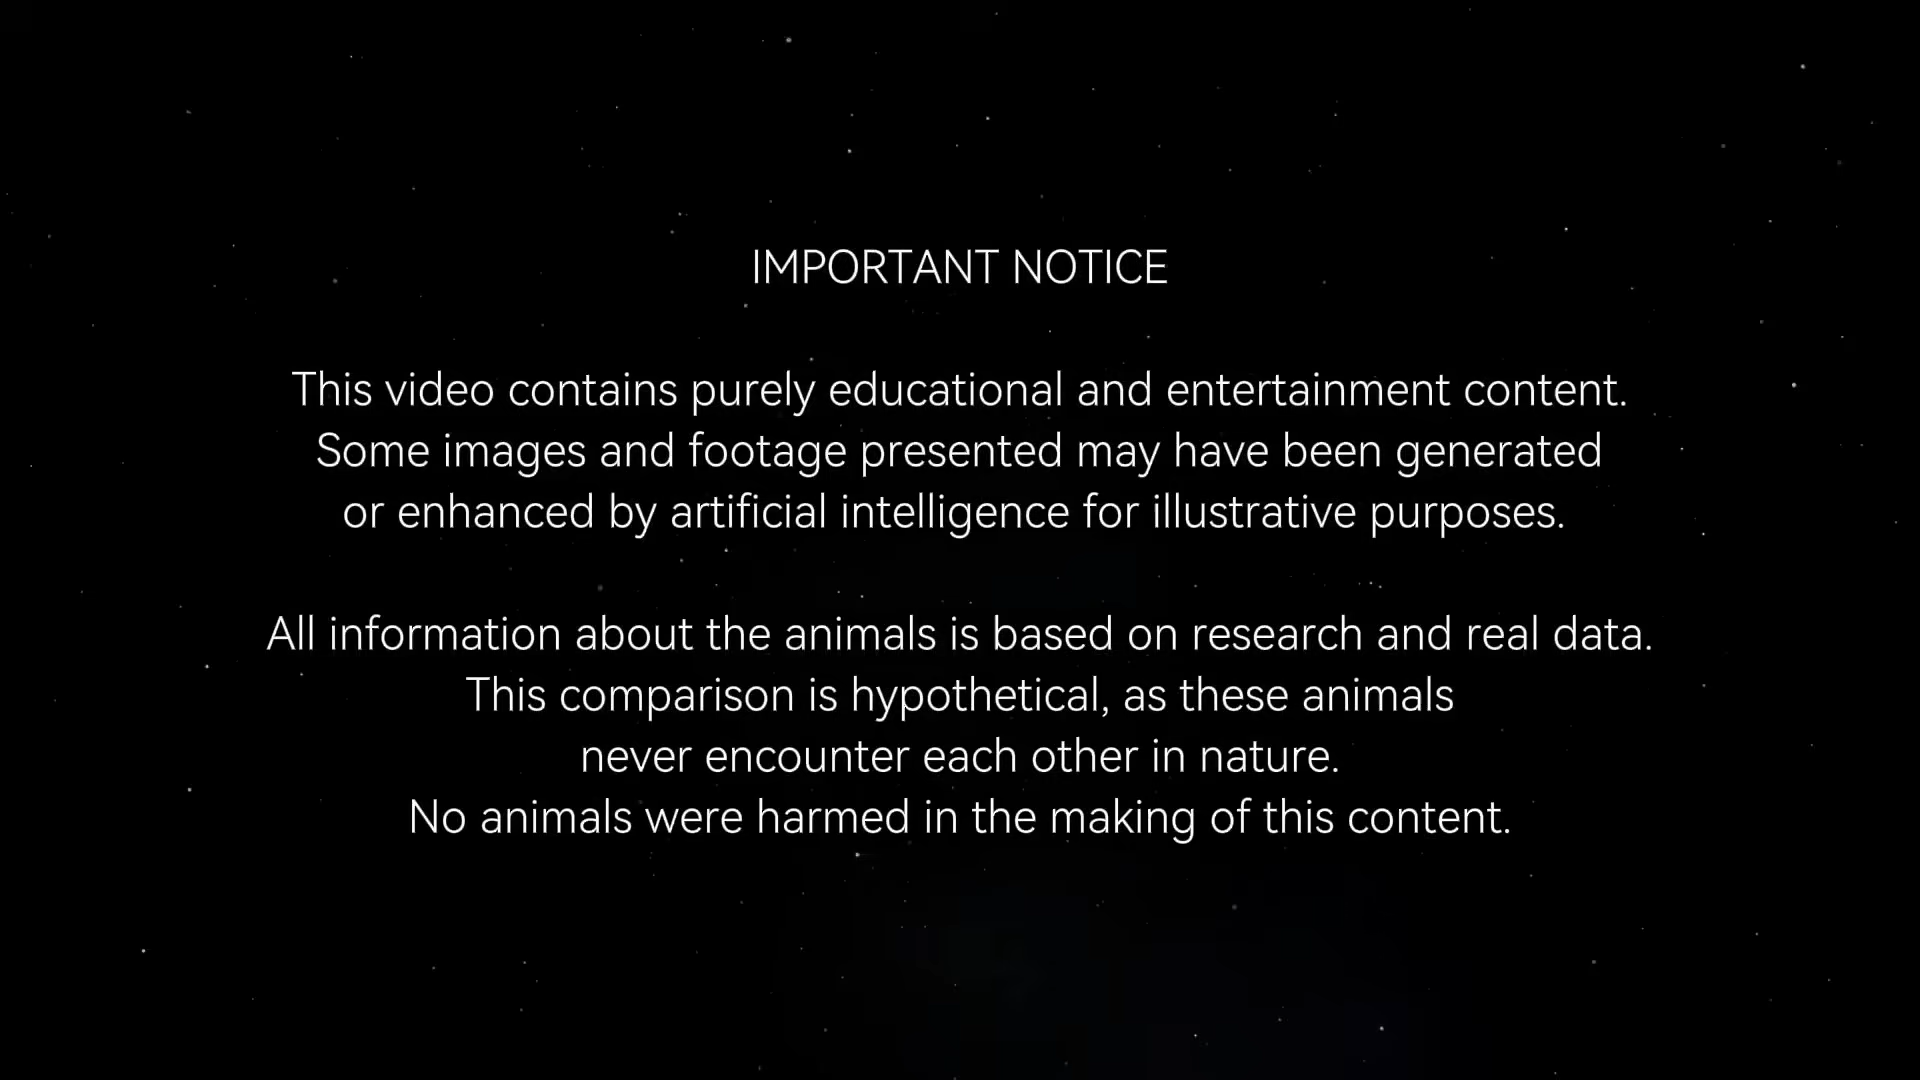 IMPORTANT NOTICE
This video contains purely educational and entertainment content.
Some images and footage presented may have been generated
or enhanced by artificial intelligence for illustrative purposes.
All information about the animals is based on research and real data.
This comparison is hypothetical, as these animals
never encounter each other in nature.
No animals were harmed in the making of this content.